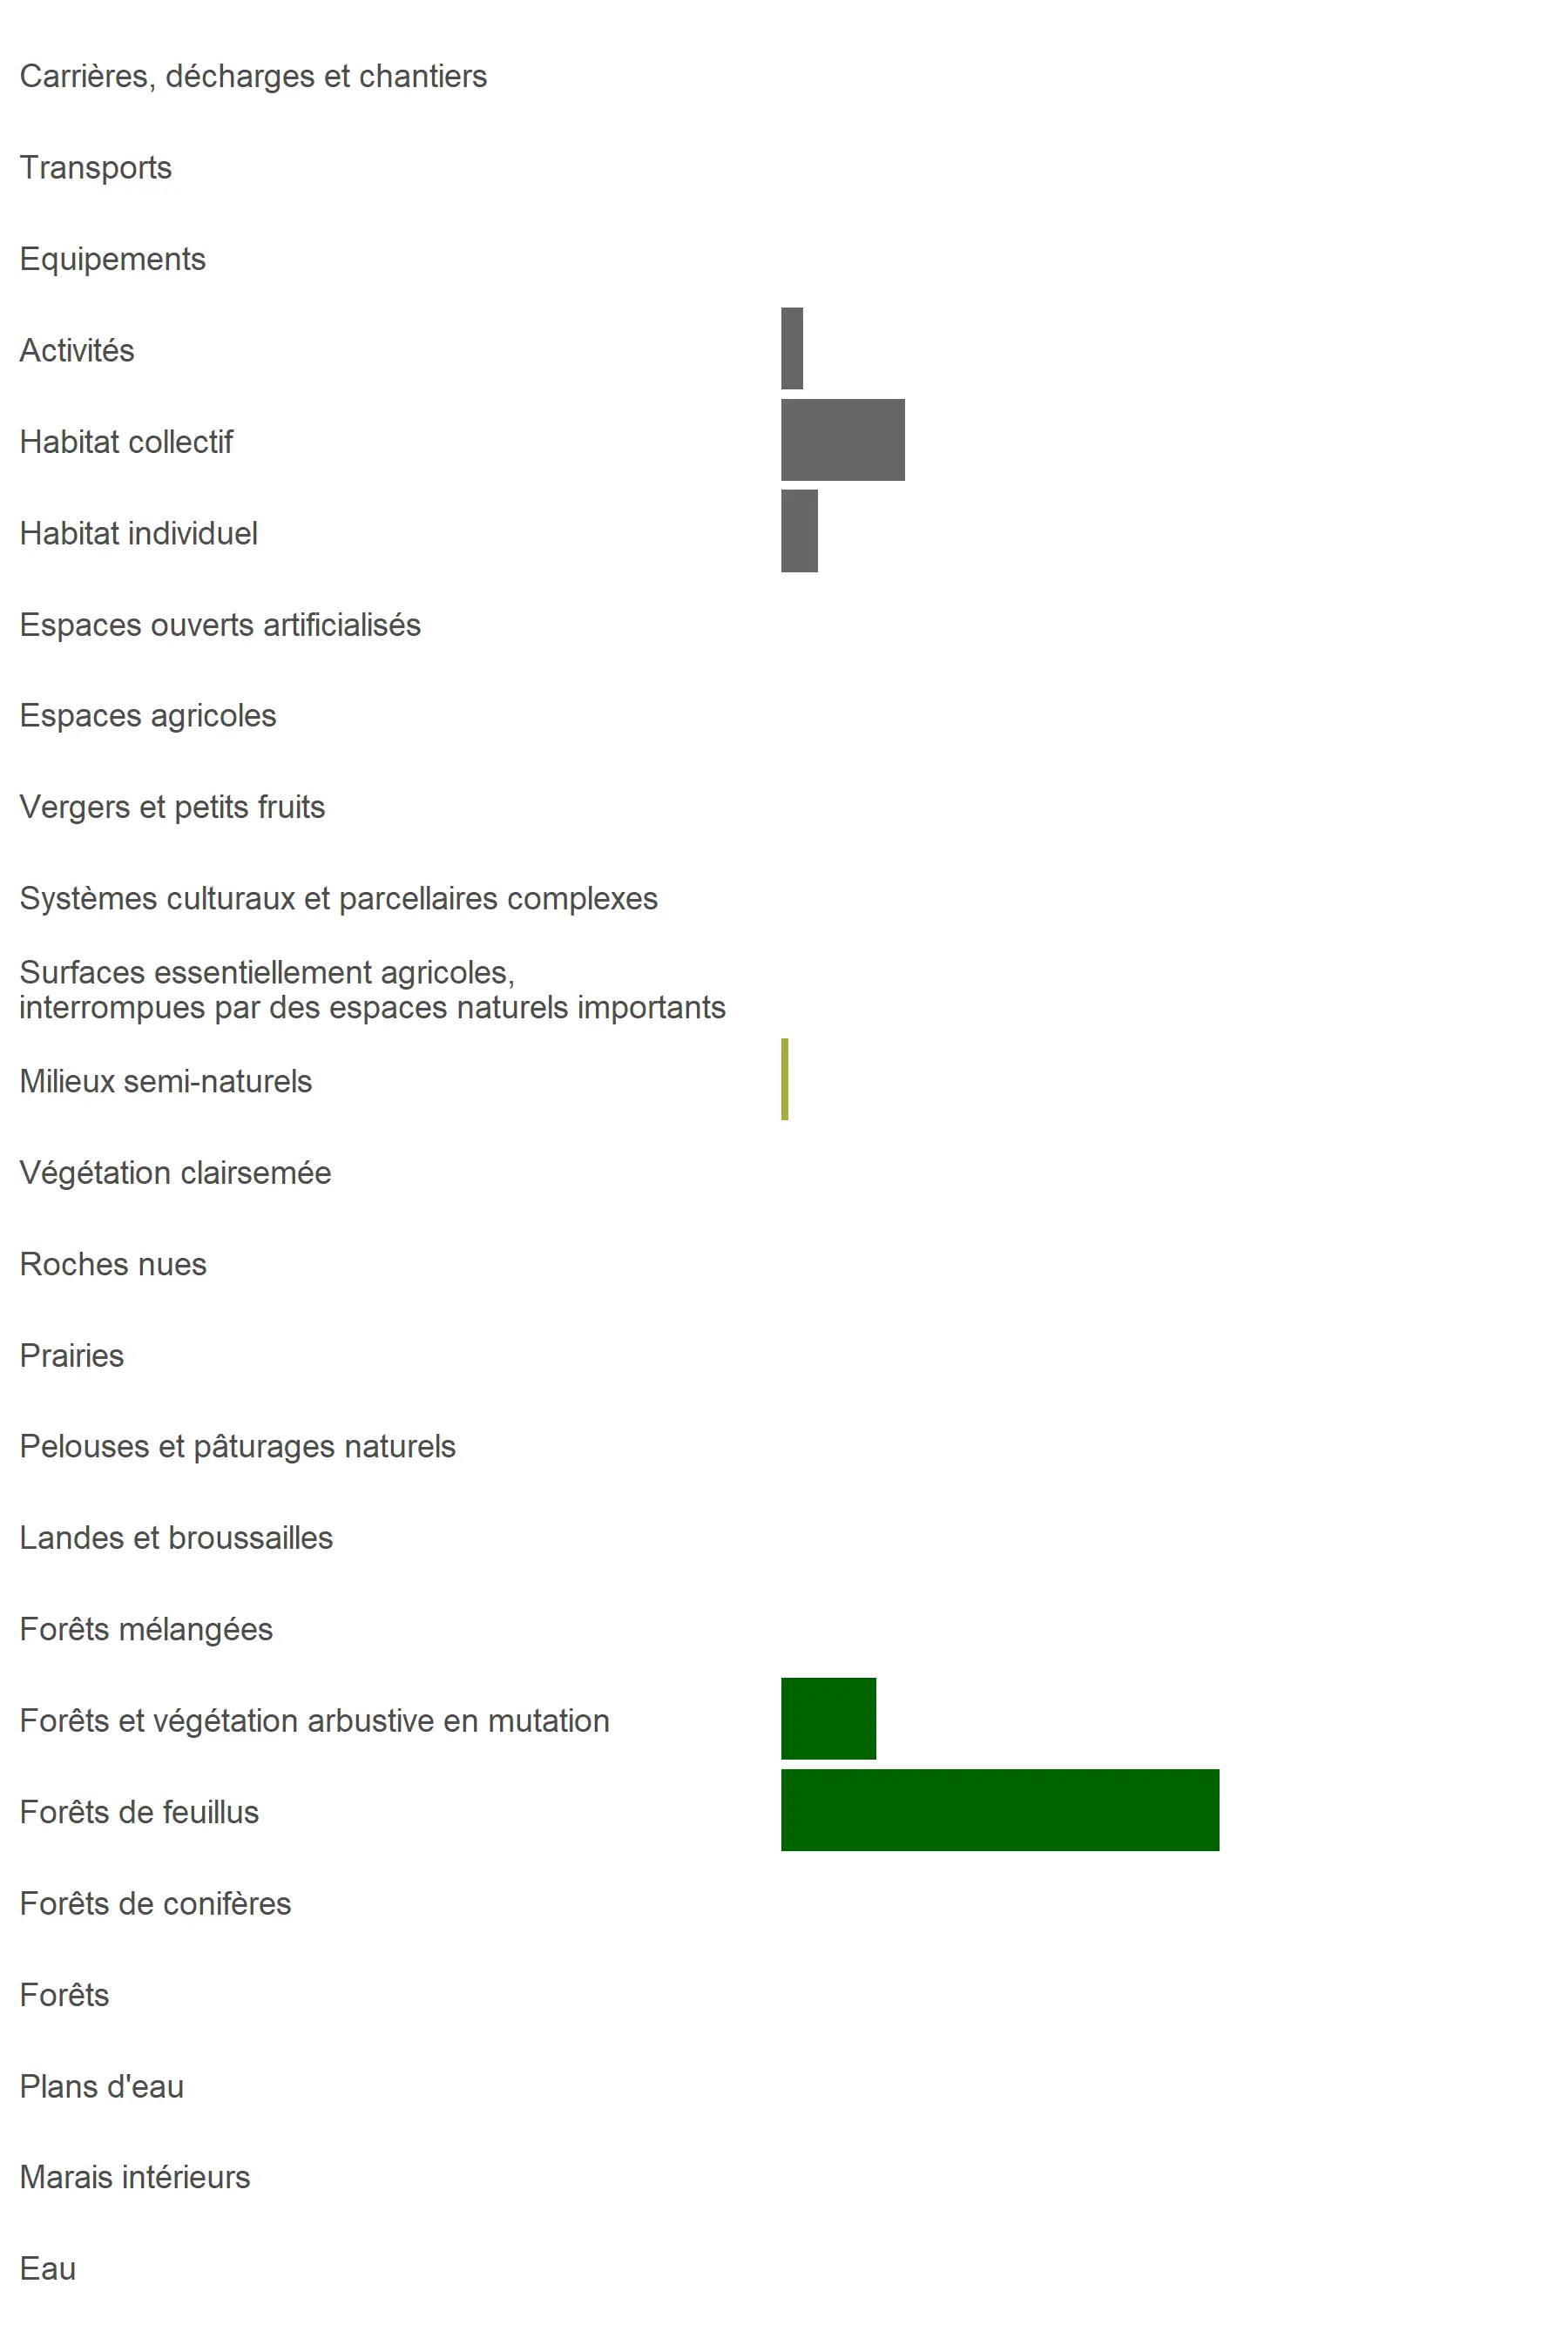 Carrières, décharges et chantiers
Transports
Equipements
Activités
Habitat collectif
Habitat individuel
Espaces ouverts artificialisés
Espaces agricoles
Vergers et petits fruits
Systèmes culturaux et parcellaires complexes
Surfaces essentiellement agricoles,
interrompues par des espaces naturels importants
Milieux semi-naturels
Végétation clairsemée
Roches nues
Prairies
Pelouses et pâturages naturels
Landes et broussailles
Forêts mélangées
Forêts et végétation arbustive en mutation
Forêts de feuillus
Forêts de conifères
Forêts
Plans d'eau
Marais intérieurs
Eau